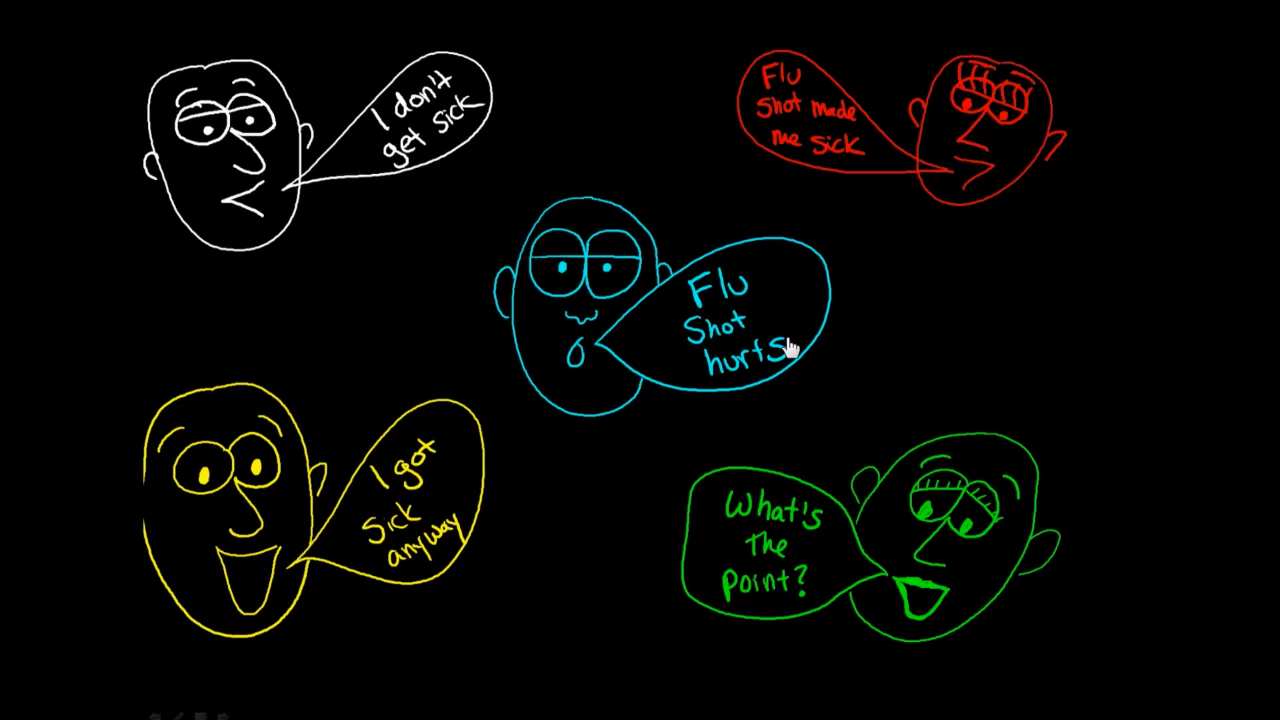 I don't
get sick
Flu
Shot made
me sick
Flu
Shot
hurts
I got
Sick
anyway
What's
the
point?